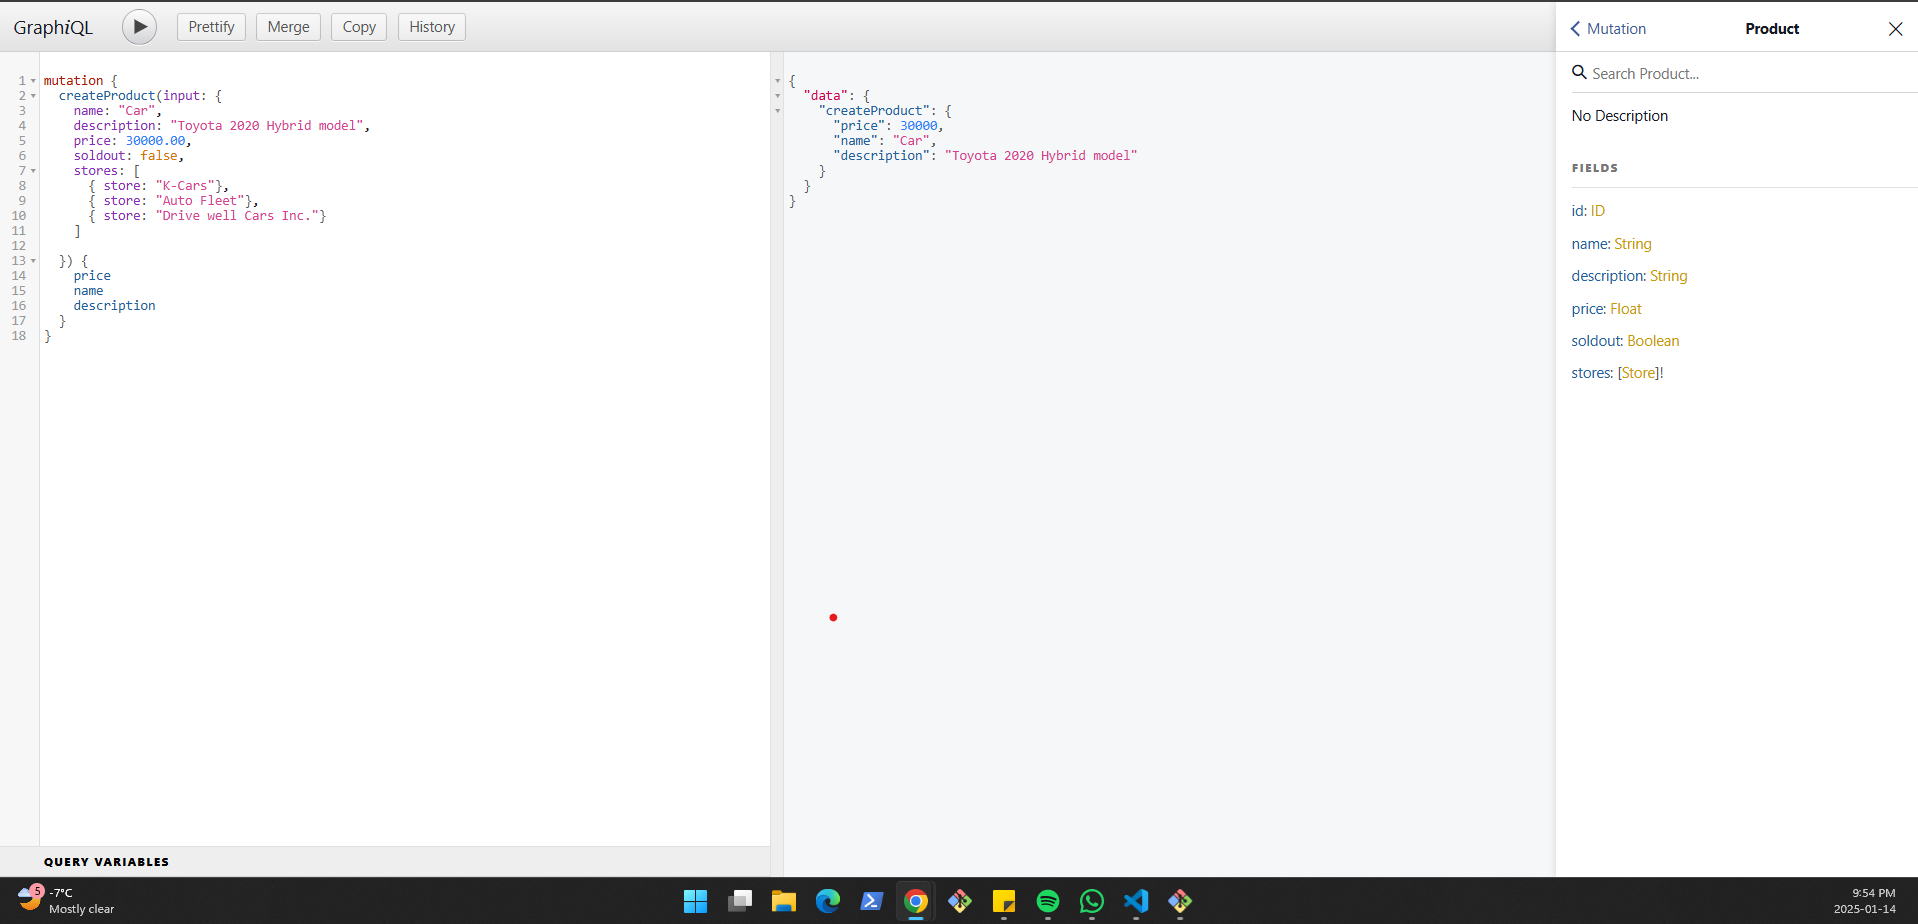 GraphiQL
Prettify
Merge
Copy
History
1 mutation {
2 createProduct(input: {
3 name: "Car",
4 description: "Toyota 2020 Hybrid model",
5 price: 30000.00,
6 soldout: false,
7 stores: [
8 { store: "K-Cars"},
9 { store: "Auto Fleet"},
10 { store: "Drive well Cars Inc."}
11 ]
12
13 }) {
14 price
15 name
16 description
17 }
18 }
QUERY VARIABLES
{
"data": {
"createProduct": {
"price": 30000,
"name": "Car",
"description": "Toyota 2020 Hybrid model"
}
}
}
Mutation
Product
Search Product...
No Description
FIELDS
id: ID
name: String
description: String
price: Float
soldout: Boolean
stores: [Store]!
5
-7°C
Mostly clear
9:54 PM
2025-01-14